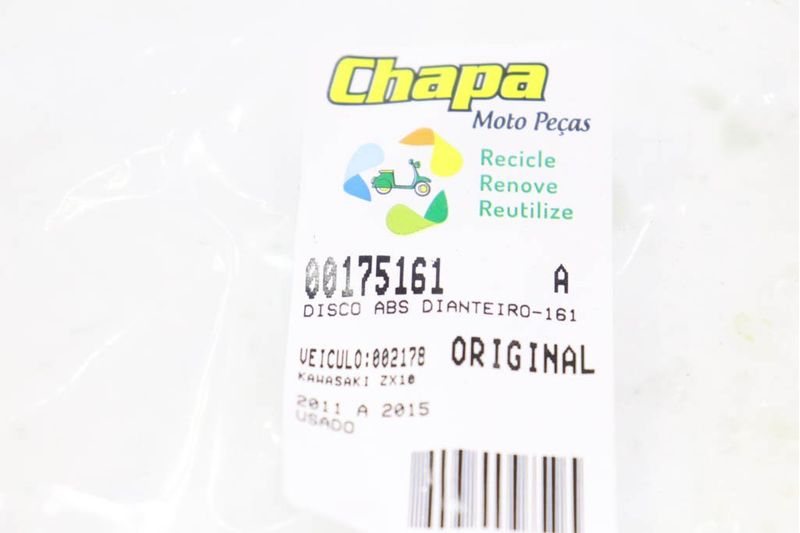 Chapa
Moto Peças
Recicle
Renove
Reutilize
00175161 A
DISCO ABS DIANTEIRO-161
VEICULO:002178 ORIGINAL
KAWASAKI ZX10
2011 A 2015
USADO